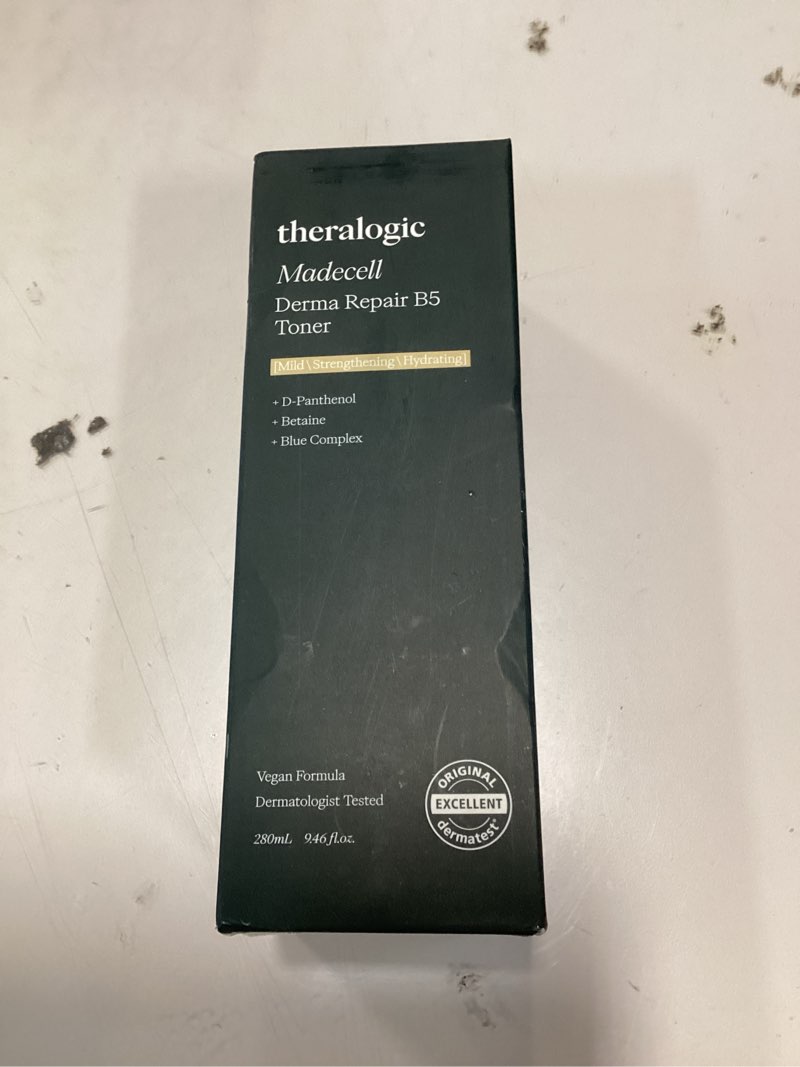 theralogic
Madecell
Derma Repair B5
Toner
[Mild \ Strengthening \ Hydrating]
+ D-Panthenol
+ Betaine
+ Blue Complex
Vegan Formula
Dermatologist Tested
280mL 9.46 fl.oz.
ORIGINAL
EXCELLENT
dermatest®